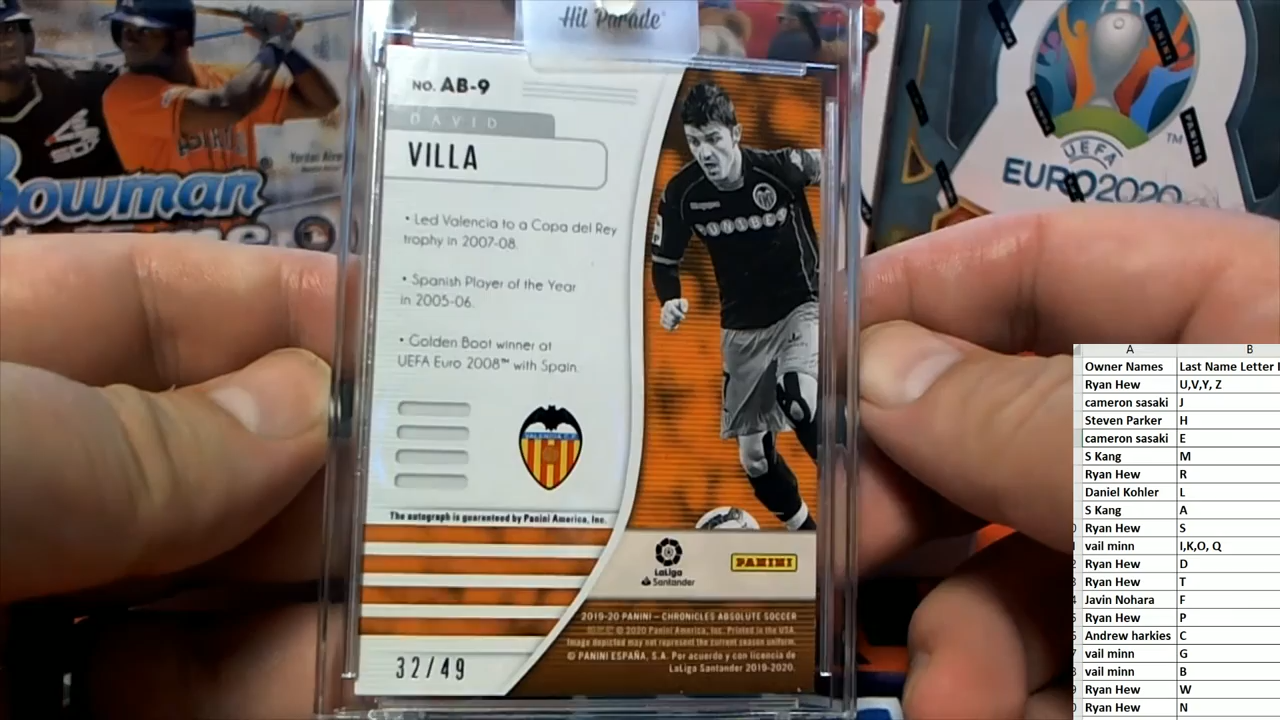 Hit Parade
NO. AB-9
DAVID
VILLA
• Led Valencia to a Copa del Rey
trophy in 2007-08.
• Spanish Player of the Year
in 2005-06.
• Golden Boot winner at
UEFA Euro 2008™ with Spain.
VALENCIA C.F.
The autograph is guaranteed by Panini America, Inc.
32/49
UNIBET
LaLiga
Santander
PANINI
2019-20 PANINI – CHRONICLES ABSOLUTE SOCCER
© 2020 Panini America, Inc. Printed in the USA.
Image depicted may not represent the current season uniform.
© PANINI ESPAÑA, S.A. Por acuerdo y con licencia de
LaLiga Santander 2019-2020.
Bowman
UEFA
EURO2020
TM
PANINI
PANINI
A B
Owner Names Last Name Letter
Ryan Hew U,V,Y, Z
cameron sasaki J
Steven Parker H
cameron sasaki E
S Kang M
Ryan Hew R
Daniel Kohler L
S Kang A
Ryan Hew S
vail minn I,K,O, Q
Ryan Hew D
Ryan Hew T
Javin Nohara F
Ryan Hew P
Andrew harkies C
vail minn G
vail minn B
Ryan Hew W
Ryan Hew N